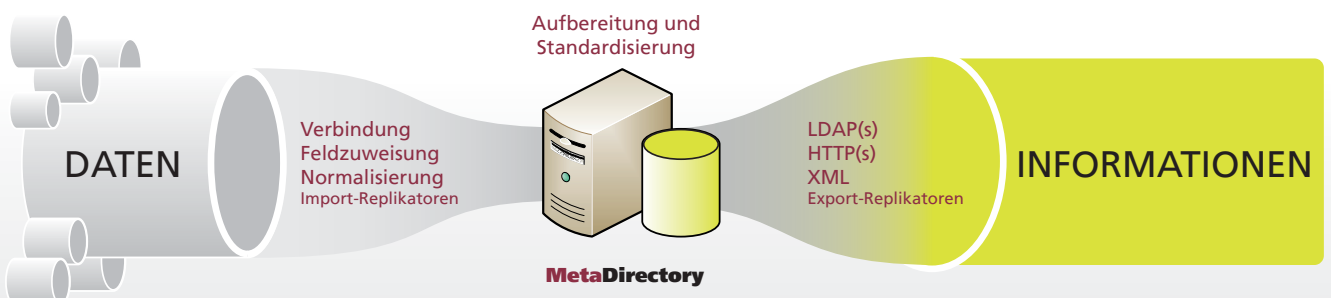 DATEN
Verbindung
Feldzuweisung
Normalisierung
Import-Replikatoren
Aufbereitung und
Standardisierung
MetaDirectory
LDAP(s)
HTTP(s)
XML
Export-Replikatoren
INFORMATIONEN